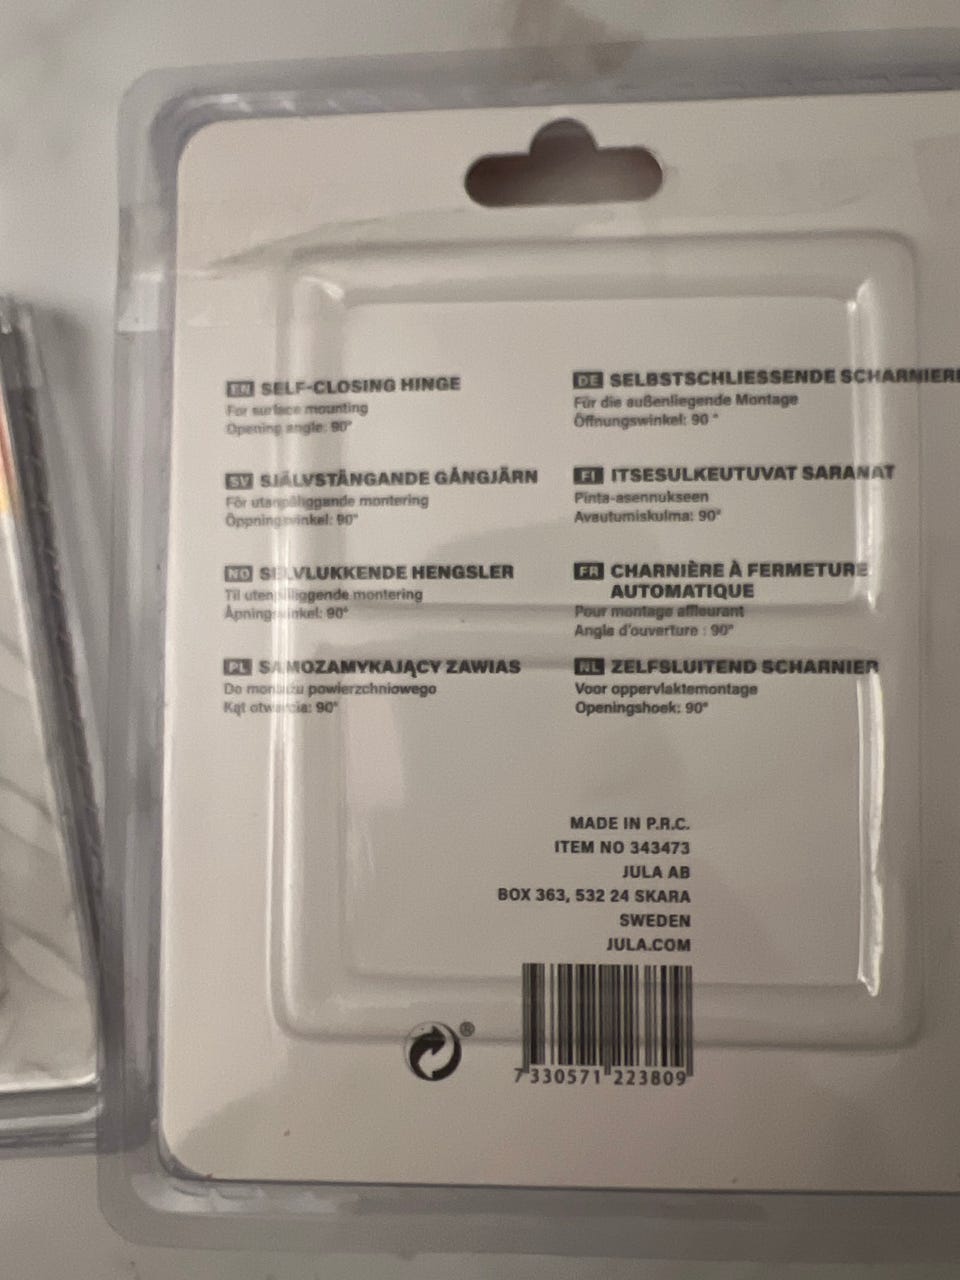 EN SELF-CLOSING HINGE
For surface mounting
Opening angle: 90°
SV SJÄLVSTÄNGANDE GÅNGJÄRN
För utanpåliggande montering
Öppningsvinkel: 90°
NO SELVLUKKENDE HENGSLER
Til utenpåliggende montering
Åpningsvinkel: 90°
PL SAMOZAMYKAJĄCY ZAWIAS
Do montażu powierzchniowego
Kąt otwarcia: 90°
DE SELBSTSCHLIESSENDE SCHARNIERE
Für die außenliegende Montage
Öffnungswinkel: 90 °
FI ITSESULKEUTUVAT SARANAT
Pinta-asennukseen
Avautumiskulma: 90°
FR CHARNIÈRE À FERMETURE
AUTOMATIQUE
Pour montage affleurant
Angle d'ouverture : 90°
NL ZELFSLUITEND SCHARNIER
Voor oppervlaktemontage
Openingshoek: 90°
MADE IN P.R.C.
ITEM NO 343473
JULA AB
BOX 363, 532 24 SKARA
SWEDEN
JULA.COM
®
7 330571 223809